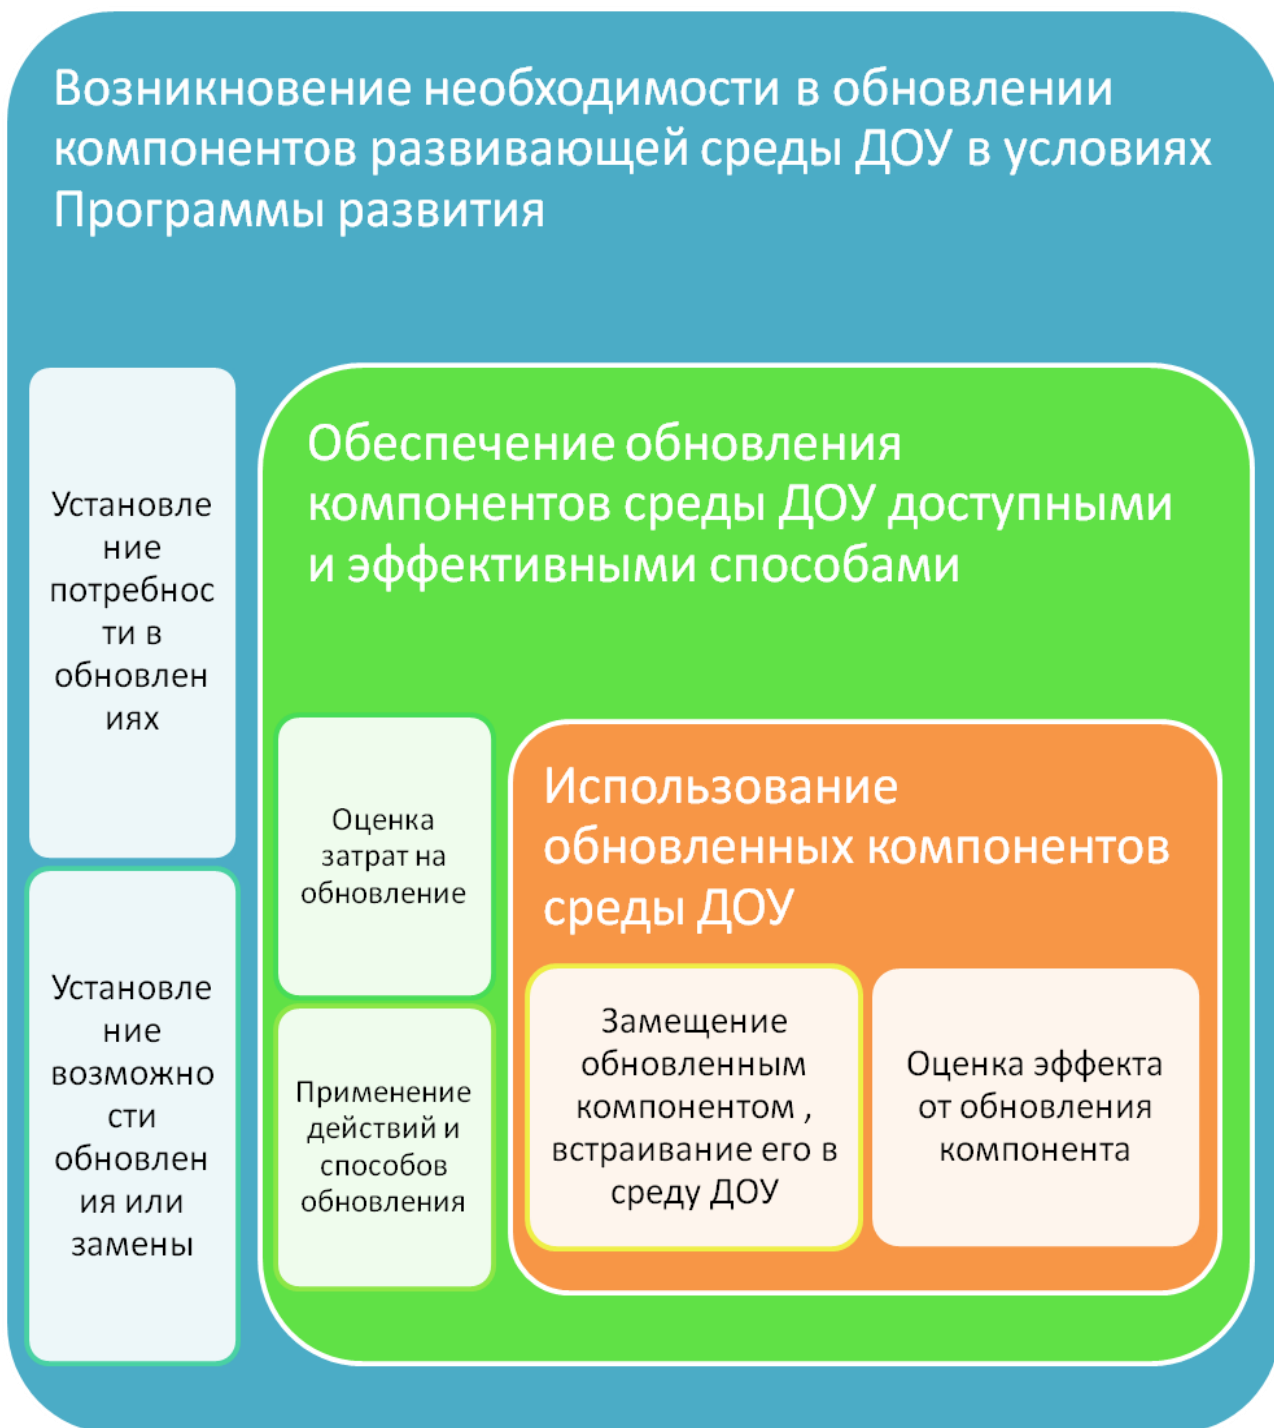 Возникновение необходимости в обновлении
компонентов развивающей среды ДОУ в условиях
Программы развития
Установле
ние
потребнос
ти в
обновлен
иях
Установле
ние
возможно
сти
обновлен
ия или
замены
Обеспечение обновления
компонентов среды ДОУ доступными
и эффективными способами
Оценка
затрат на
обновление
Применение
действий и
способов
обновления
Использование
обновленных компонентов
среды ДОУ
Замещение
обновленным
компонентом ,
встраивание его в
среду ДОУ
Оценка эффекта
от обновления
компонента